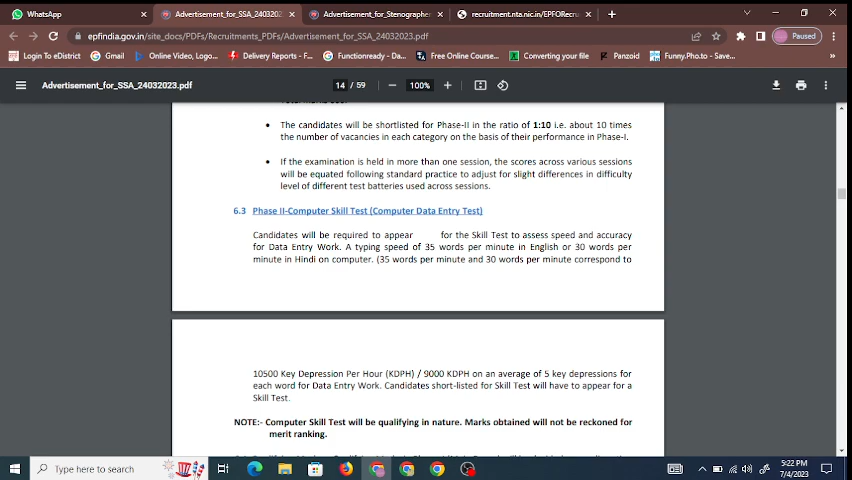 WhatsApp
Advertisement_for_SSA_2403202
Advertisement_for_Stenographe
recruitment.nta.nic.in/EPFORecru
epfindia.gov.in/site_docs/PDFs/Recruitments_PDFs/Advertisement_for_SSA_24032023.pdf
Paused
Login To eDistrict
Gmail
Online Video, Logo...
Delivery Reports - F...
Functionready - Da...
Free Online Course...
Converting your file
Panzoid
Funny.Pho.to - Save...
Advertisement_for_SSA_24032023.pdf
14 / 59
100%
• The candidates will be shortlisted for Phase-II in the ratio of 1:10 i.e. about 10 times
the number of vacancies in each category on the basis of their performance in Phase-I.
• If the examination is held in more than one session, the scores across various sessions
will be equated following standard practice to adjust for slight differences in difficulty
level of different test batteries used across sessions.
6.3 Phase II-Computer Skill Test (Computer Data Entry Test)
Candidates will be required to appear for the Skill Test to assess speed and accuracy
for Data Entry Work. A typing speed of 35 words per minute in English or 30 words per
minute in Hindi on computer. (35 words per minute and 30 words per minute correspond to
10500 Key Depression Per Hour (KDPH) / 9000 KDPH on an average of 5 key depressions for
each word for Data Entry Work. Candidates short-listed for Skill Test will have to appear for a
Skill Test.
NOTE:- Computer Skill Test will be qualifying in nature. Marks obtained will not be reckoned for
merit ranking.
Type here to search
5:22 PM
7/4/2023